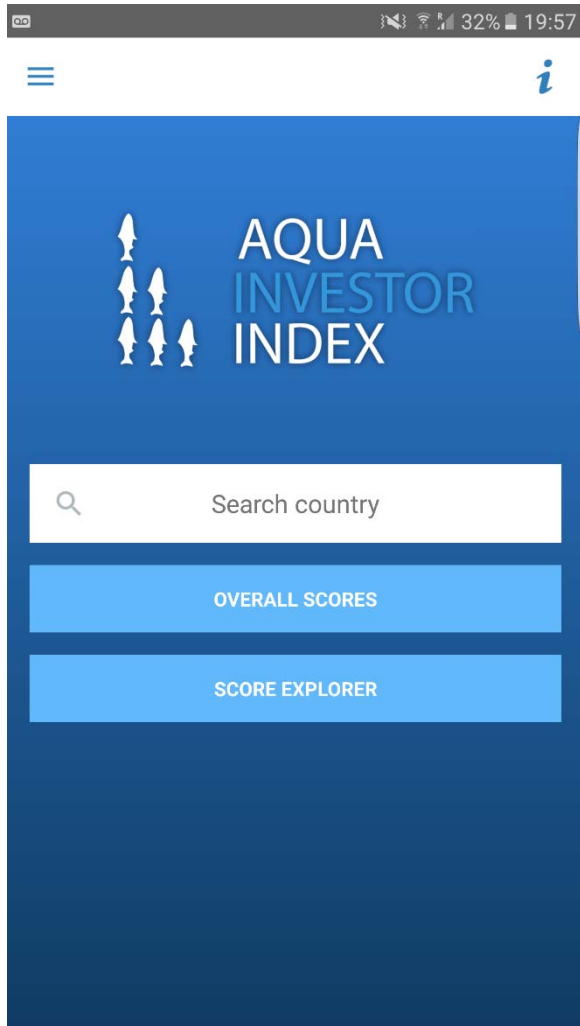 R 32% 19:57
i
AQUA
INVESTOR
INDEX
Search country
OVERALL SCORES
SCORE EXPLORER